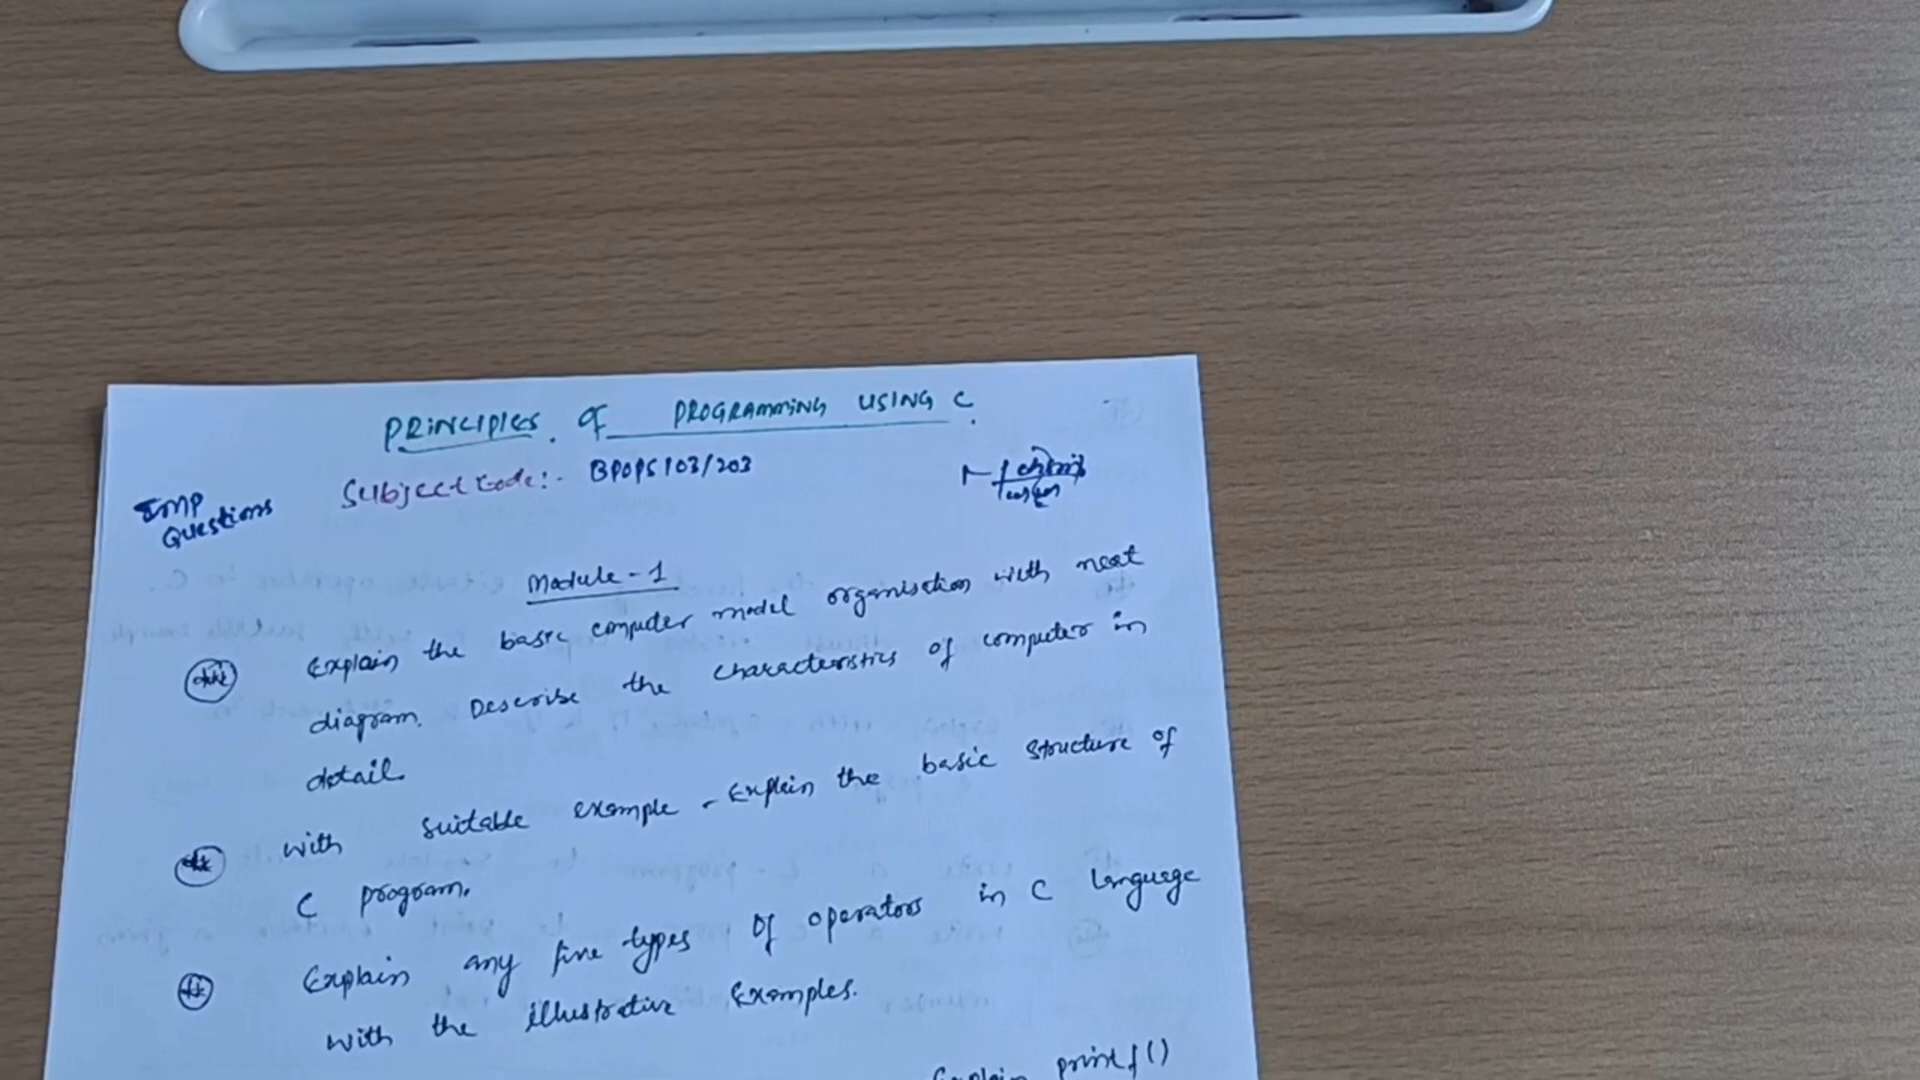 PRINCIPLES OF PROGRAMMING USING C.
Subject Code:- BPOPS103/203
IMP
Questions
Module-1
Explain the basic computer model organisation with neat
diagram. Describe the characteristics of computer in
detail.
With suitable example - Explain the basic structure of
C program.
Explain any five types of operators in C language
with the illustrative Examples.
Explain printf()